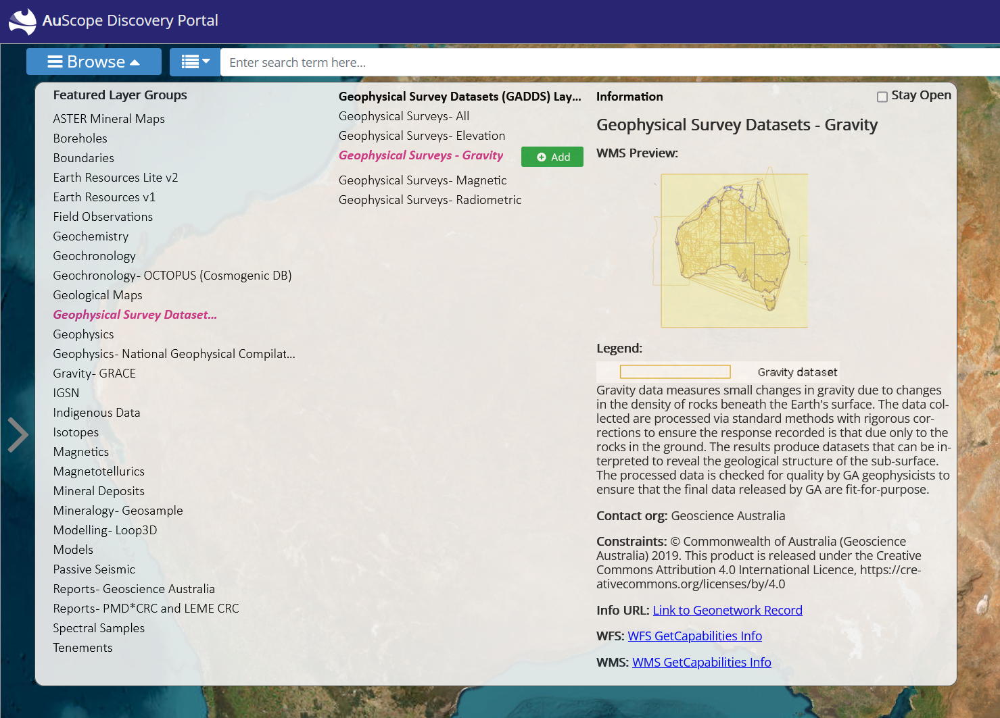 AuScope Discovery Portal
Browse
Enter search term here...
Featured Layer Groups
ASTER Mineral Maps
Boreholes
Boundaries
Earth Resources Lite v2
Earth Resources v1
Field Observations
Geochemistry
Geochronology
Geochronology - OCTOPUS (Cosmogenic DB)
Geological Maps
Geophysical Survey Dataset...
Geophysics
Geophysics - National Geophysical Compilat...
Gravity - GRACE
IGSN
Indigenous Data
Isotopes
Magnetics
Magnetotellurics
Mineral Deposits
Mineralogy - Geosample
Modelling - Loop3D
Models
Passive Seismic
Reports - Geoscience Australia
Reports - PMD*CRC and LEME CRC
Spectral Samples
Tenements
Geophysical Survey Datasets (GADDS) Lay...
Geophysical Surveys - All
Geophysical Surveys - Elevation
Geophysical Surveys - Gravity
Add
Geophysical Surveys - Magnetic
Geophysical Surveys - Radiometric
Information
Stay Open
Geophysical Survey Datasets - Gravity
WMS Preview:
Legend:
Gravity dataset
Gravity data measures small changes in gravity due to changes
in the density of rocks beneath the Earth's surface. The data col-
lected are processed via standard methods with rigorous cor-
rections to ensure the response recorded is that due only to the
rocks in the ground. The results produce datasets that can be in-
terpreted to reveal the geological structure of the sub-surface.
The processed data is checked for quality by GA geophysicists to
ensure that the final data released by GA are fit-for-purpose.
Contact org: Geoscience Australia
Constraints: © Commonwealth of Australia (Geoscience
Australia) 2019. This product is released under the Creative
Commons Attribution 4.0 International Licence, https://cre-
ativecommons.org/licenses/by/4.0
Info URL: Link to Geonetwork Record
WFS: WFS GetCapabilities Info
WMS: WMS GetCapabilities Info